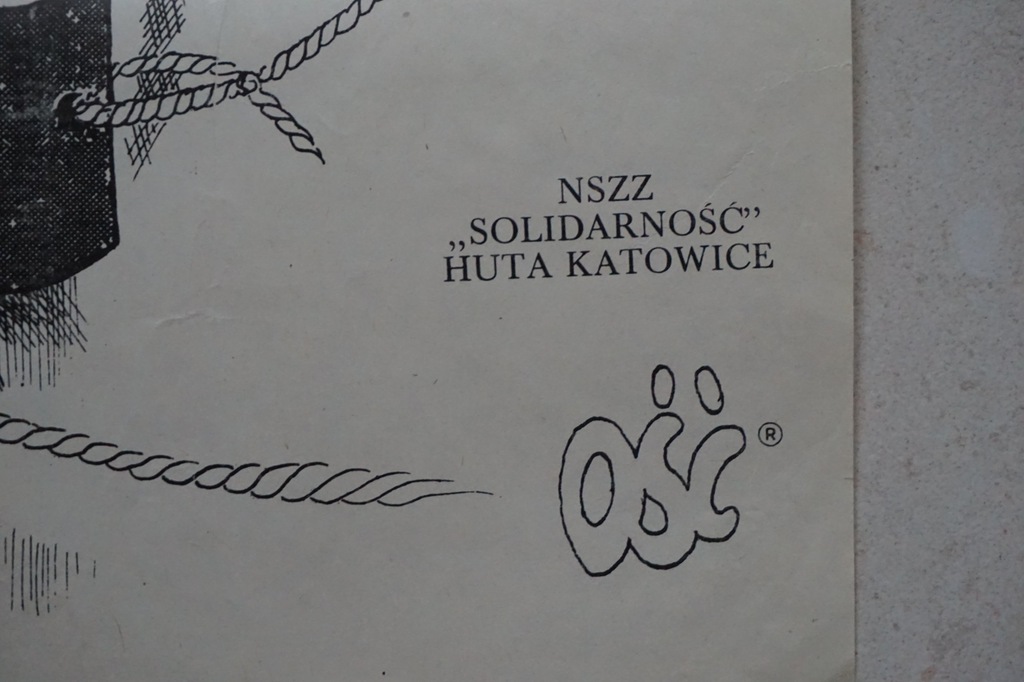 NSZZ
„SOLIDARNOŚĆ”
HUTA KATOWICE
®